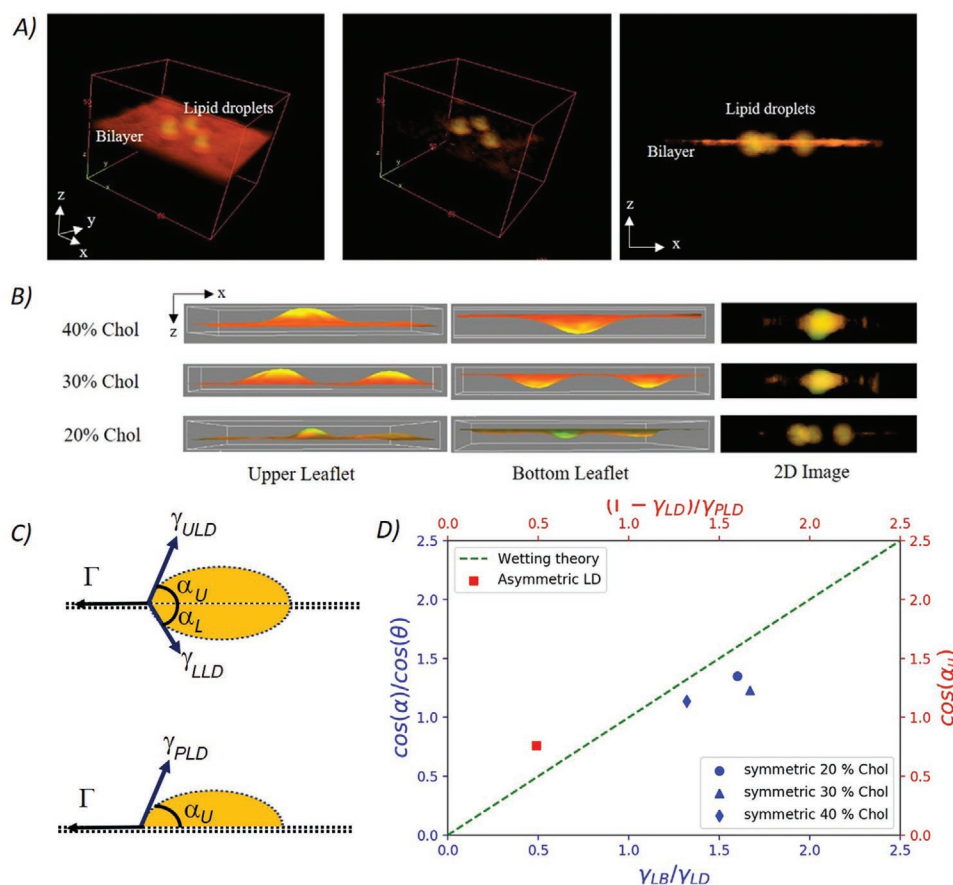 A)
Lipid droplets
Bilayer
z
y
x
Lipid droplets
Bilayer
z
x
B)
x
z
40% Chol
30% Chol
20% Chol
Upper Leaflet
Bottom Leaflet
2D Image
C)
γULD
Γ
αU
αL
γLLD
γPLD
Γ
αU
D)
(Γ − γLD)/γPLD
0.0 0.5 1.0 1.5 2.0 2.5
Wetting theory
Asymmetric LD
2.5
2.0
1.5
1.0
0.5
0.0
cos(α)/cos(θ)
2.5
2.0
1.5
1.0
0.5
0.0
cos(αU)
symmetric 20 % Chol
symmetric 30 % Chol
symmetric 40 % Chol
0.0 0.5 1.0 1.5 2.0 2.5
γLB/γLD